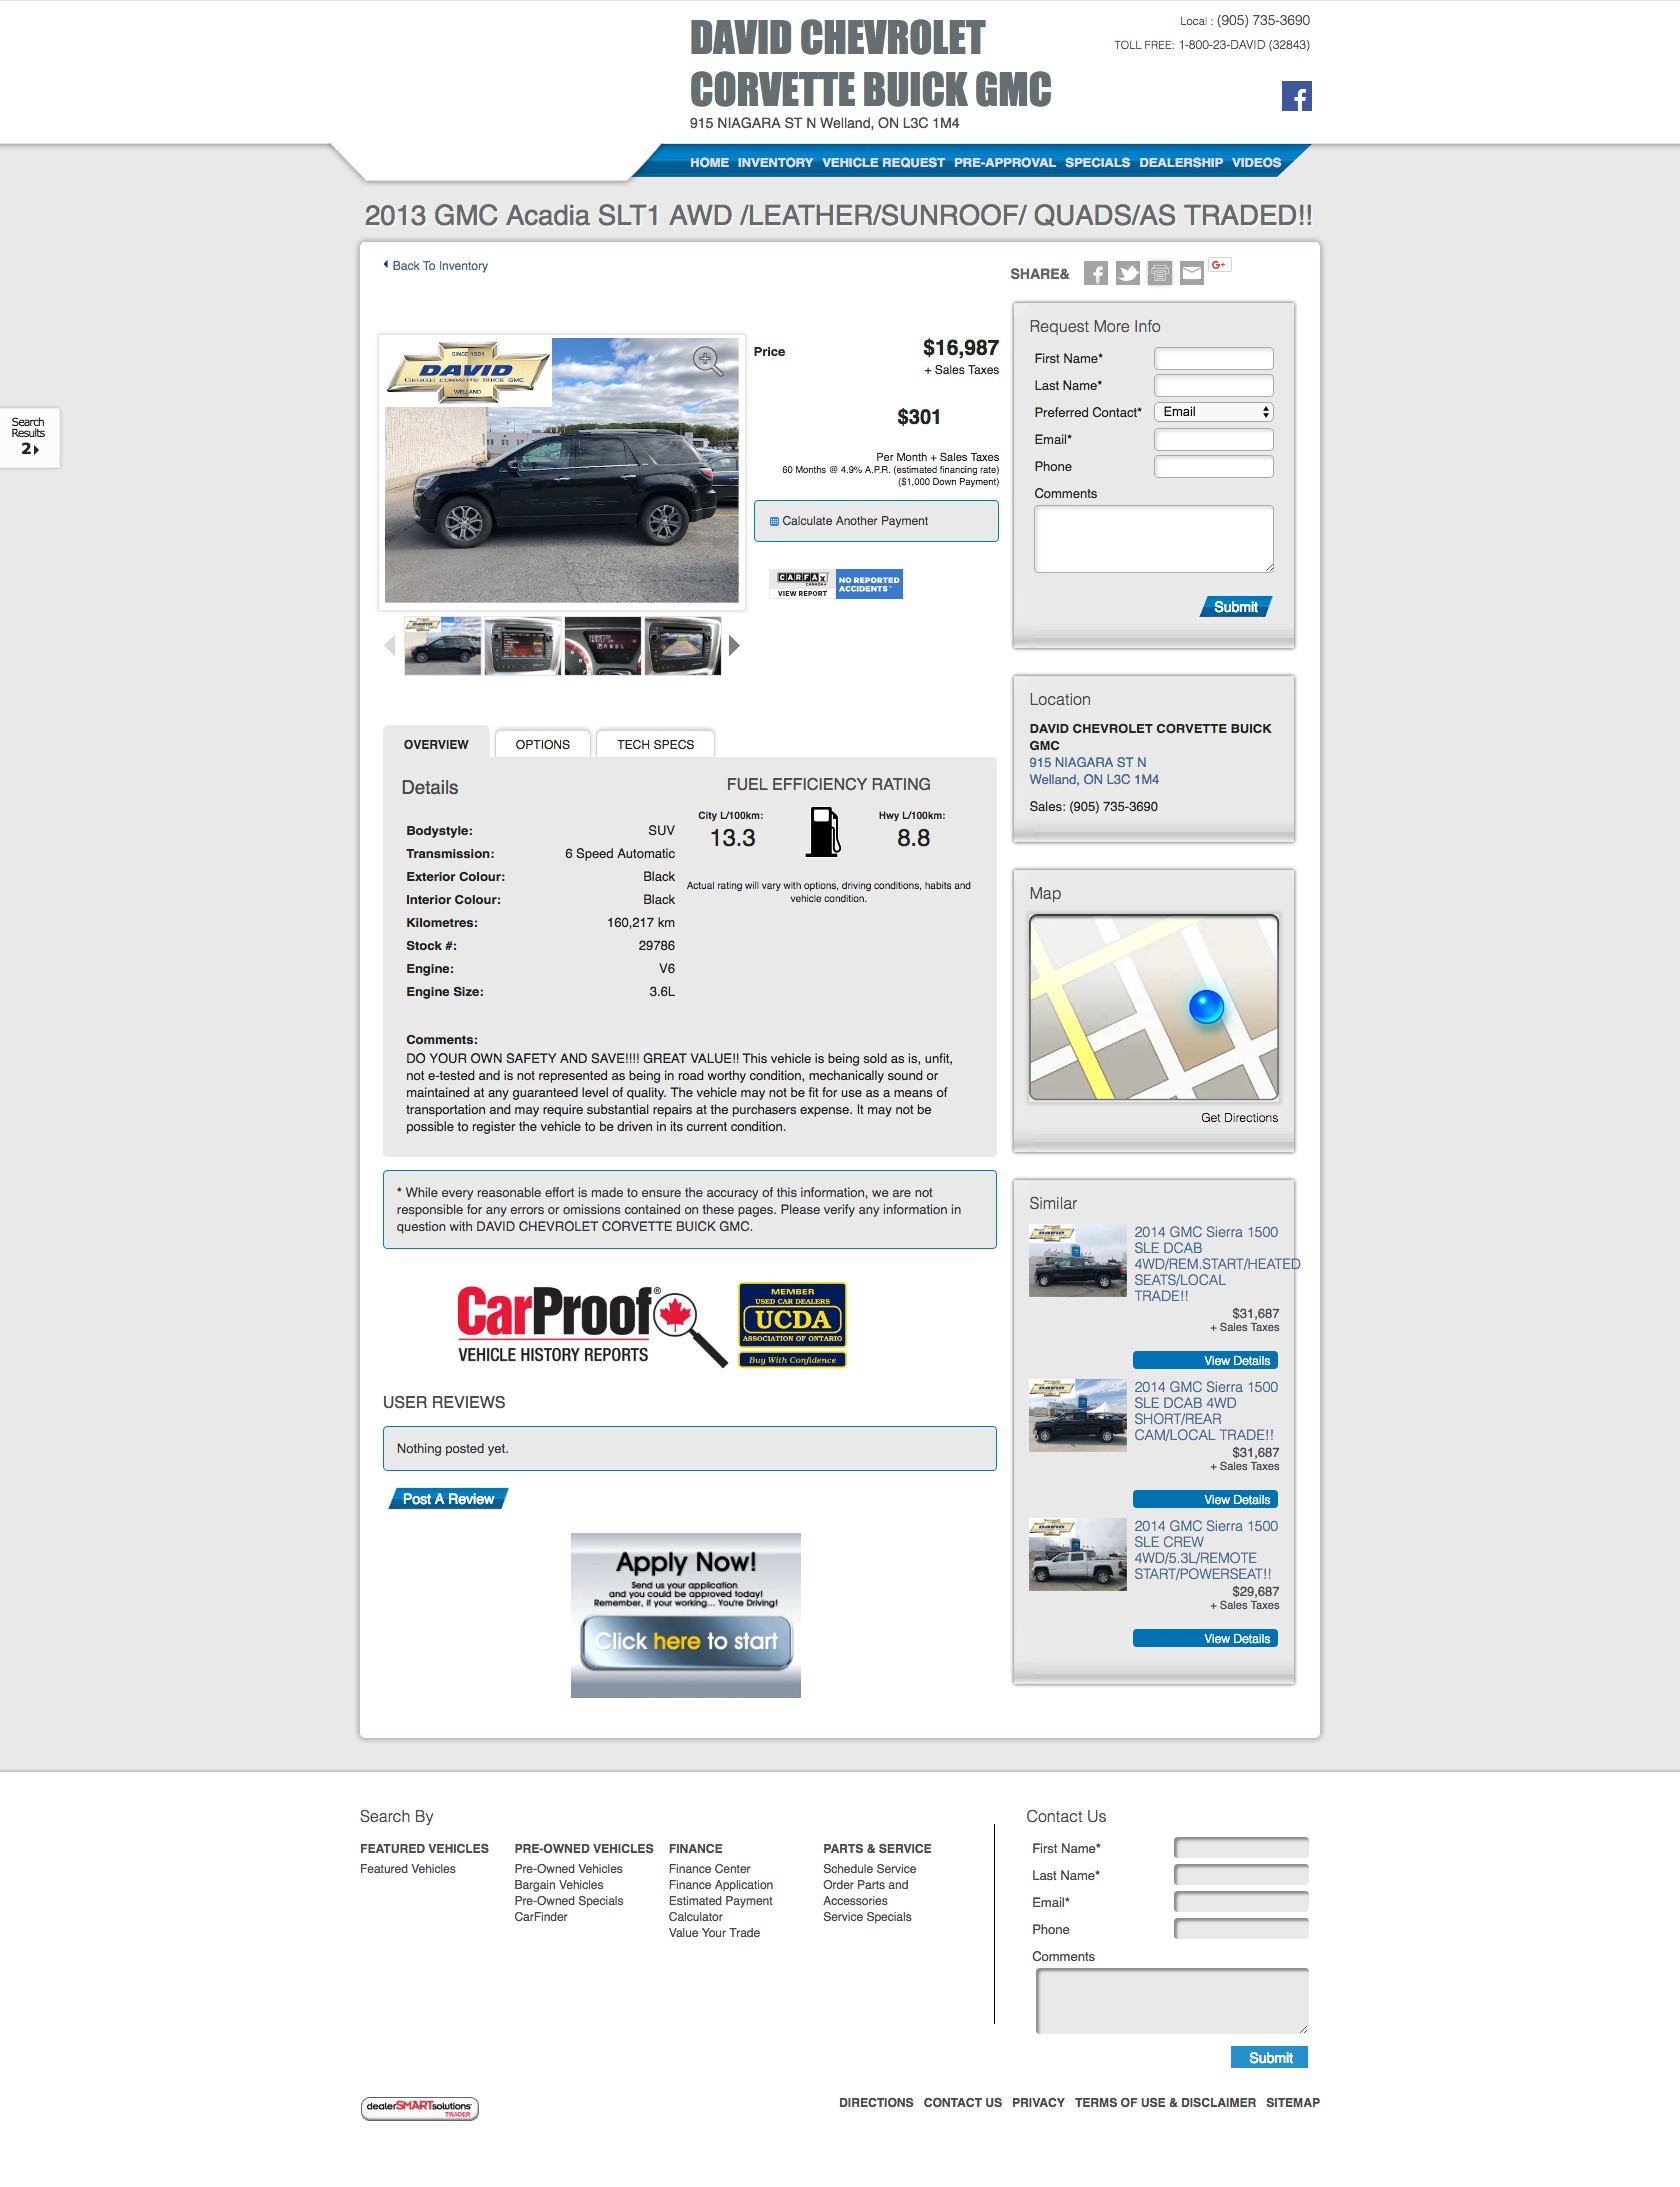 DAVID CHEVROLET
CORVETTE BUICK GMC
915 NIAGARA ST N Welland, ON L3C 1M4
Local : (905) 735-3690
TOLL FREE: 1-800-23-DAVID (32843)
HOME INVENTORY VEHICLE REQUEST PRE-APPROVAL SPECIALS DEALERSHIP VIDEOS
2013 GMC Acadia SLT1 AWD /LEATHER/SUNROOF/ QUADS/AS TRADED!!
Back To Inventory
SHARE&
G+
Search
Results
2
SINCE 1991
DAVID
CHEVROLET CORVETTE BUICK GMC
WELLAND
Price
$16,987
+ Sales Taxes
$301
Per Month + Sales Taxes
60 Months @ 4.9% A.P.R. (estimated financing rate)
($1,000 Down Payment)
Calculate Another Payment
CARFAX
CANADA
VIEW REPORT
NO REPORTED
ACCIDENTS
Request More Info
First Name*
Last Name*
Preferred Contact* Email
Email*
Phone
Comments
Submit
Location
DAVID CHEVROLET CORVETTE BUICK
GMC
915 NIAGARA ST N
Welland, ON L3C 1M4
Sales: (905) 735-3690
OVERVIEW OPTIONS TECH SPECS
Details
Bodystyle: SUV
Transmission: 6 Speed Automatic
Exterior Colour: Black
Interior Colour: Black
Kilometres: 160,217 km
Stock #: 29786
Engine: V6
Engine Size: 3.6L
FUEL EFFICIENCY RATING
City L/100km: Hwy L/100km:
13.3 8.8
Actual rating will vary with options, driving conditions, habits and
vehicle condition.
Comments:
DO YOUR OWN SAFETY AND SAVE!!!! GREAT VALUE!! This vehicle is being sold as is, unfit,
not e-tested and is not represented as being in road worthy condition, mechanically sound or
maintained at any guaranteed level of quality. The vehicle may not be fit for use as a means of
transportation and may require substantial repairs at the purchasers expense. It may not be
possible to register the vehicle to be driven in its current condition.
Map
Get Directions
* While every reasonable effort is made to ensure the accuracy of this information, we are not
responsible for any errors or omissions contained on these pages. Please verify any information in
question with DAVID CHEVROLET CORVETTE BUICK GMC.
CarProof®
VEHICLE HISTORY REPORTS
MEMBER
USED CAR DEALERS
UCDA
ASSOCIATION OF ONTARIO
Buy With Confidence
USER REVIEWS
Nothing posted yet.
Post A Review
Apply Now!
Send us your application
and you could be approved today!
Remember, if your working... You're Driving!
Click here to start
Similar
DAVID
2014 GMC Sierra 1500
SLE DCAB
4WD/REM.START/HEATED
SEATS/LOCAL
TRADE!!
$31,687
+ Sales Taxes
View Details
DAVID
2014 GMC Sierra 1500
SLE DCAB 4WD
SHORT/REAR
CAM/LOCAL TRADE!!
$31,687
+ Sales Taxes
View Details
DAVID
2014 GMC Sierra 1500
SLE CREW
4WD/5.3L/REMOTE
START/POWERSEAT!!
$29,687
+ Sales Taxes
View Details
Search By
FEATURED VEHICLES
Featured Vehicles
PRE-OWNED VEHICLES
Pre-Owned Vehicles
Bargain Vehicles
Pre-Owned Specials
CarFinder
FINANCE
Finance Center
Finance Application
Estimated Payment
Calculator
Value Your Trade
PARTS & SERVICE
Schedule Service
Order Parts and
Accessories
Service Specials
Contact Us
First Name*
Last Name*
Email*
Phone
Comments
Submit
dealerSMARTsolutions
TRADER
DIRECTIONS CONTACT US PRIVACY TERMS OF USE & DISCLAIMER SITEMAP